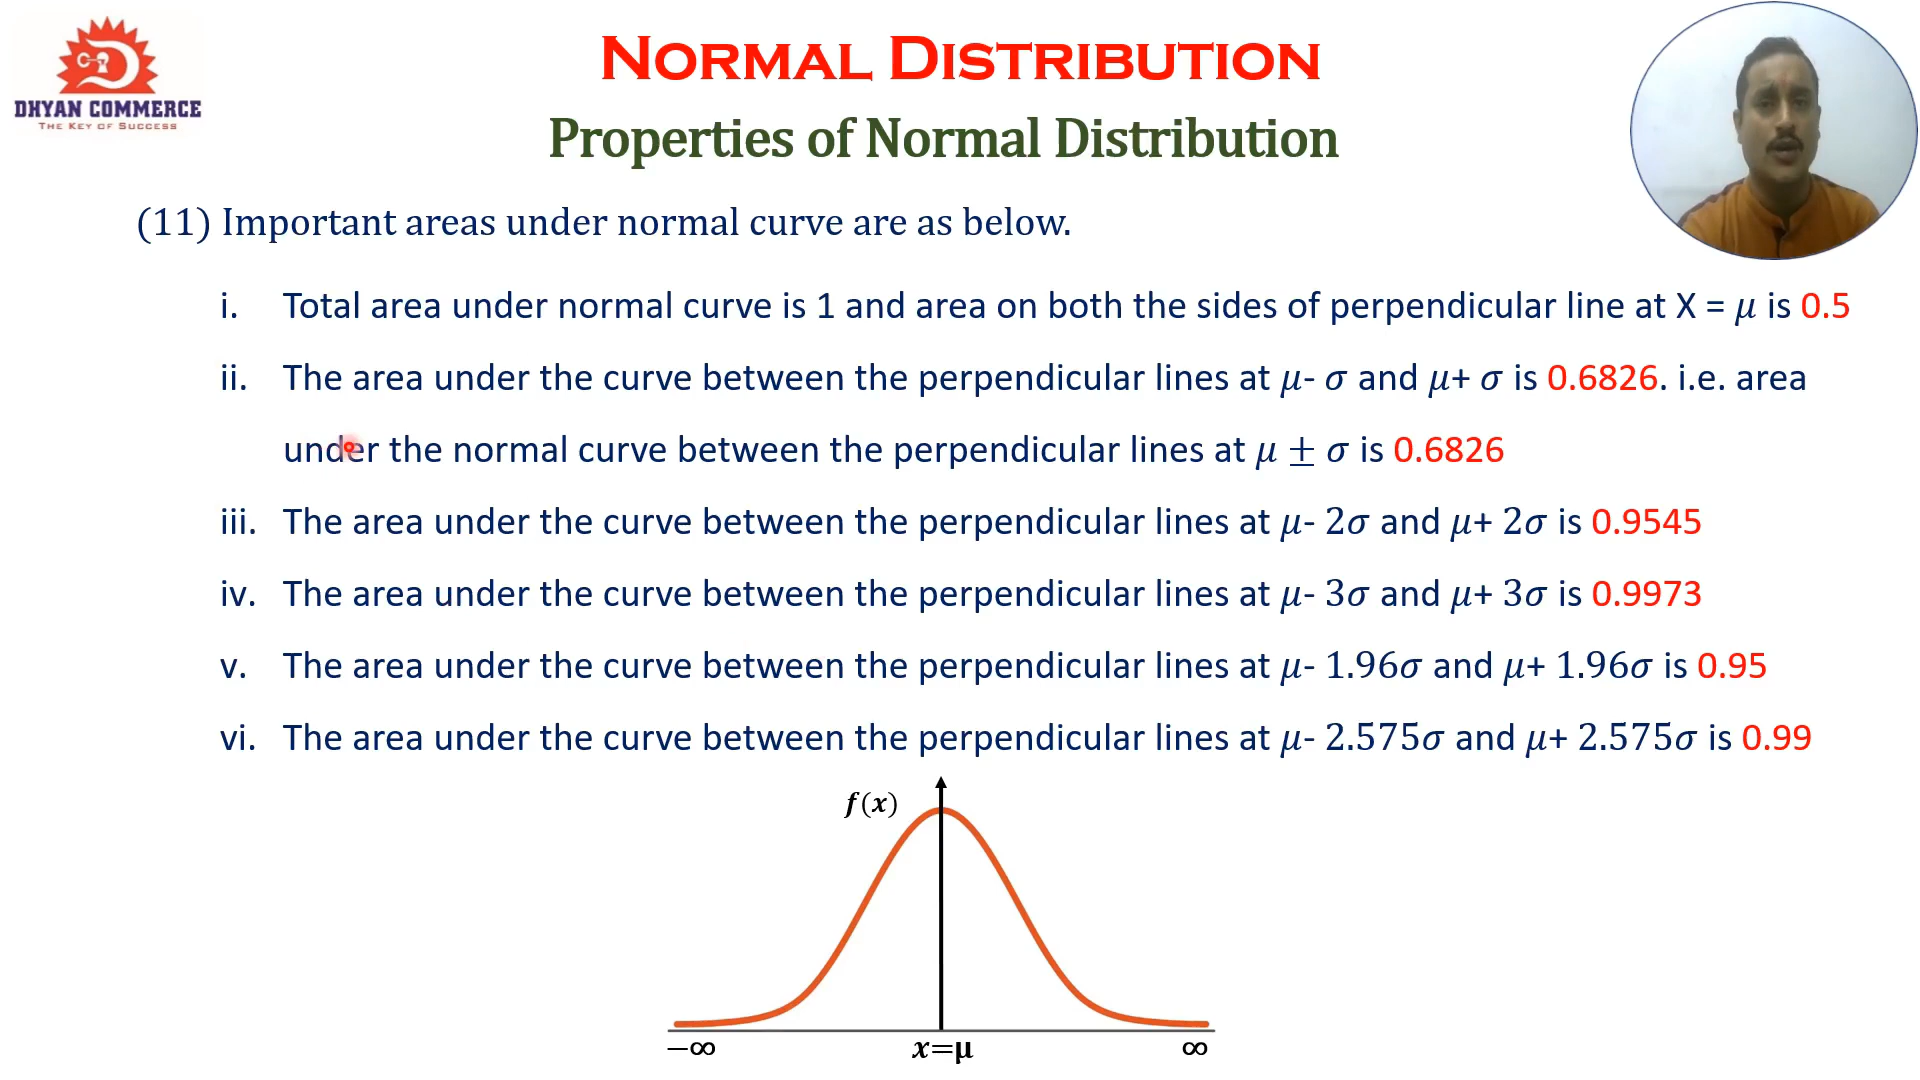 DHYAN COMMERCE
THE KEY OF SUCCESS
NORMAL DISTRIBUTION
Properties of Normal Distribution
(11) Important areas under normal curve are as below.
i. Total area under normal curve is 1 and area on both the sides of perpendicular line at X = μ is 0.5
ii. The area under the curve between the perpendicular lines at μ- σ and μ+ σ is 0.6826. i.e. area
under the normal curve between the perpendicular lines at μ ± σ is 0.6826
iii. The area under the curve between the perpendicular lines at μ- 2σ and μ+ 2σ is 0.9545
iv. The area under the curve between the perpendicular lines at μ- 3σ and μ+ 3σ is 0.9973
v. The area under the curve between the perpendicular lines at μ- 1.96σ and μ+ 1.96σ is 0.95
vi. The area under the curve between the perpendicular lines at μ- 2.575σ and μ+ 2.575σ is 0.99
f(x)
−∞ x=μ ∞